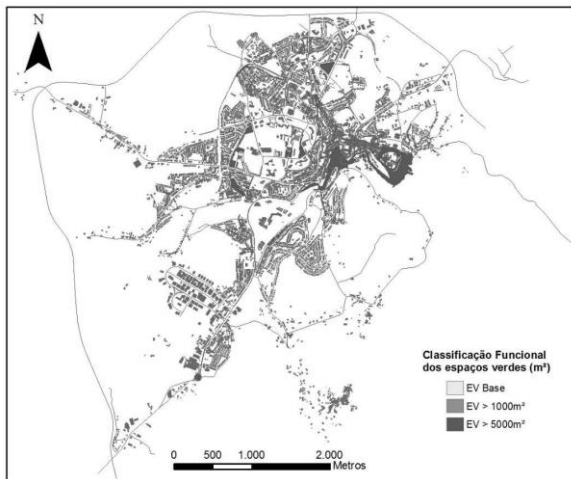 N
Classificação Funcional
dos espaços verdes (m²)
EV Base
EV > 1000m²
EV > 5000m²
0 500 1.000 2.000
Metros